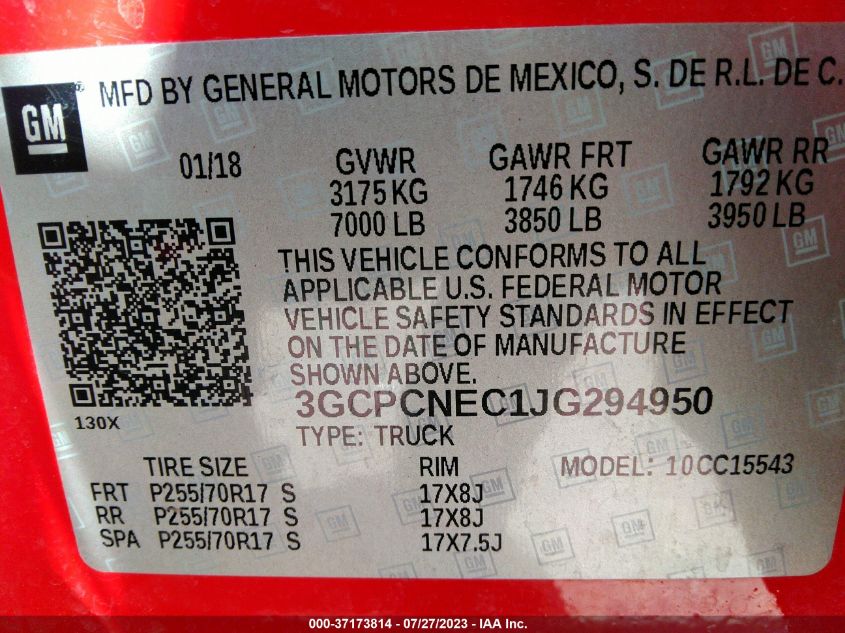 GM
MFD BY GENERAL MOTORS DE MEXICO, S. DE R.L. DE C.
01/18 GVWR GAWR FRT GAWR RR
3175 KG 1746 KG 1792 KG
7000 LB 3850 LB 3950 LB
THIS VEHICLE CONFORMS TO ALL
APPLICABLE U.S. FEDERAL MOTOR
VEHICLE SAFETY STANDARDS IN EFFECT
ON THE DATE OF MANUFACTURE
SHOWN ABOVE.
130X
3GCPCNEC1JG294950
TYPE: TRUCK
TIRE SIZE RIM MODEL: 10CC15543
FRT P255/70R17 S 17X8J
RR P255/70R17 S 17X8J
SPA P255/70R17 S 17X7.5J
000-37173814 / 07/27/2023 - IAA Inc.